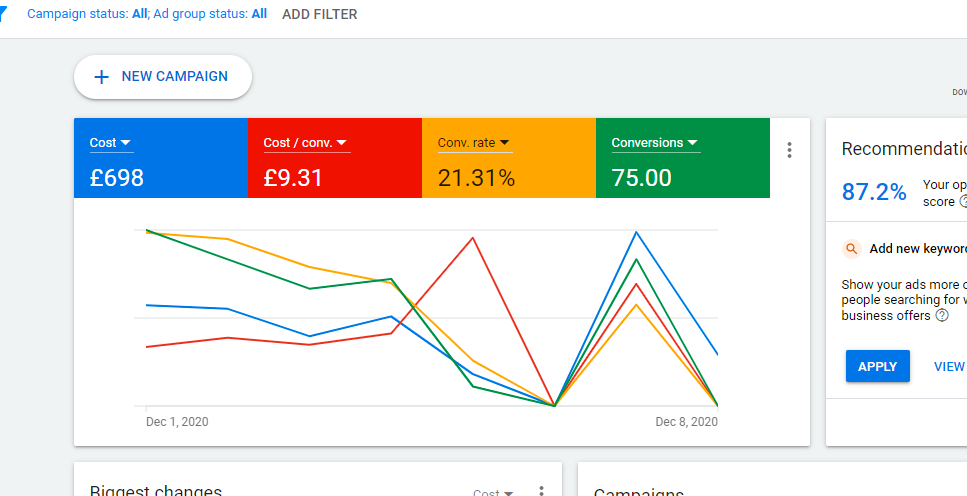 Campaign status: All; Ad group status: All ADD FILTER
+ NEW CAMPAIGN
Cost
£698
Cost / conv.
£9.31
Conv. rate
21.31%
Conversions
75.00
Dec 1, 2020
Dec 8, 2020
Recommendatio
87.2%
Your op
score
Add new keywor
Show your ads more o
people searching for w
business offers
APPLY
VIEW
Biggest changes
Cost
Campaigns